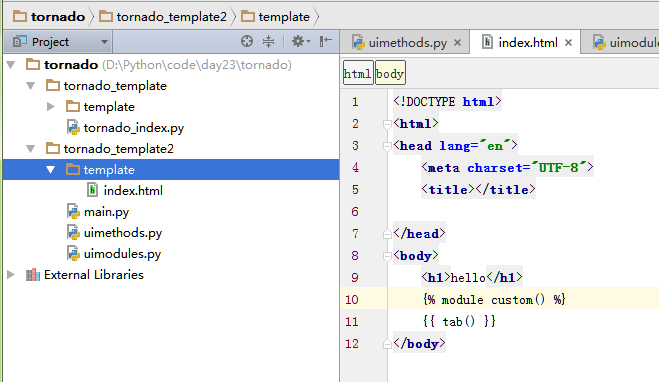 tornado tornado_template2 template
Project
tornado (D:\Python\code\day23\tornado)
tornado_template
template
tornado_index.py
tornado_template2
template
index.html
main.py
uimethods.py
uimodules.py
External Libraries
uimethods.py index.html uimodu
html body
1 <!DOCTYPE html>
2 <html>
3 <head lang="en">
4 <meta charset="UTF-8">
5 <title></title>
6
7 </head>
8 <body>
9 <h1>hello</h1>
10 {% module custom() %}
11 {{ tab() }}
12 </body>